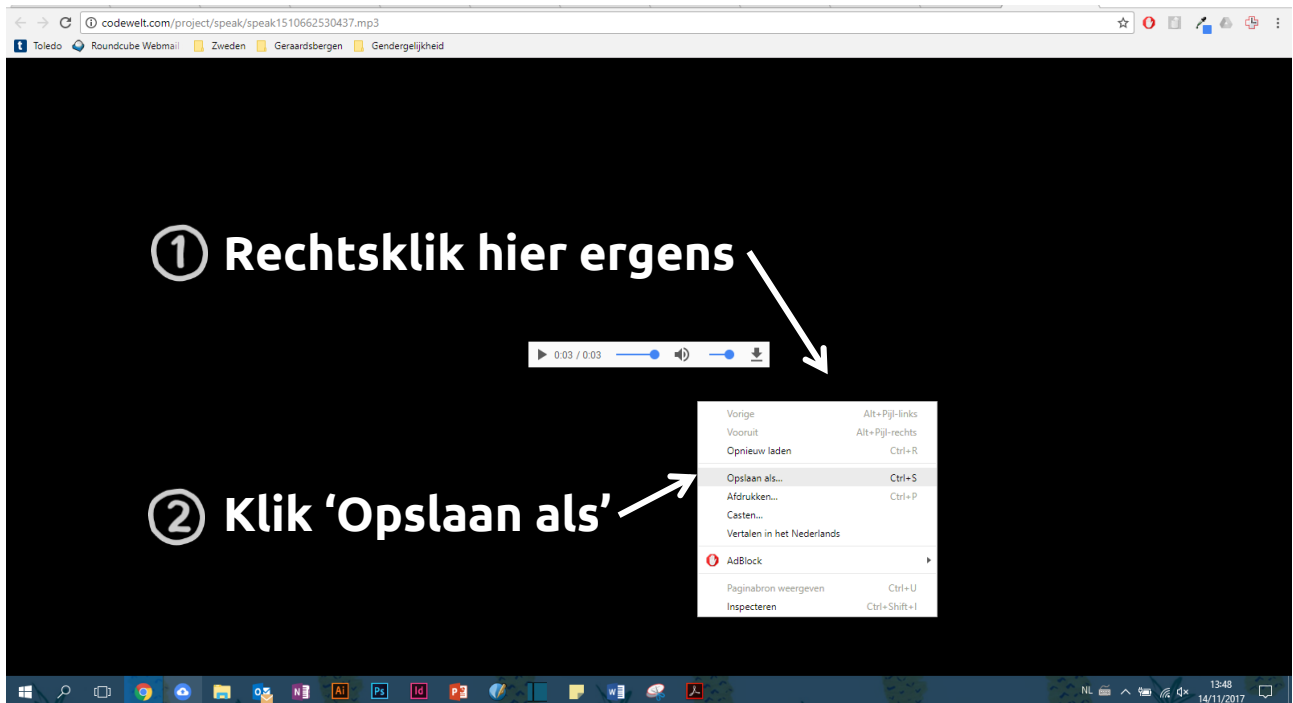 codewelt.com/project/speak/speak1510662530437.mp3
t Toledo Roundcube Webmail Zweden Geraardsbergen Gendergelijkheid
1 Rechtsklik hier ergens
0:03 / 0:03
Vorige Alt+Pijl-links
Vooruit Alt+Pijl-rechts
Opnieuw laden Ctrl+R
Opslaan als... Ctrl+S
2 Klik ‘Opslaan als’
Afdrukken... Ctrl+P
Casten...
Vertalen in het Nederlands
AdBlock
Paginabron weergeven Ctrl+U
Inspecteren Ctrl+Shift+I
Ai Ps Id NL 13:48
14/11/2017